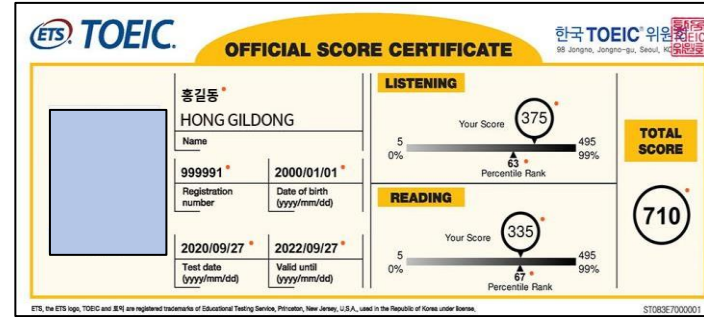 ETS TOEIC.
OFFICIAL SCORE CERTIFICATE
한국 TOEIC 위원회
98 Jongno, Jongno-gu, Seoul,
홍길동
HONG GILDONG
Name
999991
Registration
number
2000/01/01
Date of birth
(yyyy/mm/dd)
2020/09/27
Test date
(yyyy/mm/dd)
2022/09/27
Valid until
(yyyy/mm/dd)
LISTENING
Your Score
375
5
495
0%
99%
63
Percentile Rank
READING
Your Score
335
5
495
0%
99%
67
Percentile Rank
TOTAL
SCORE
710
ETS, the ETS logo, TOEIC and 토익 are registered trademarks of Educational Testing Service, Princeton, New Jersey, U.S.A., used in the Republic of Korea under license.
ST0B3E7000001